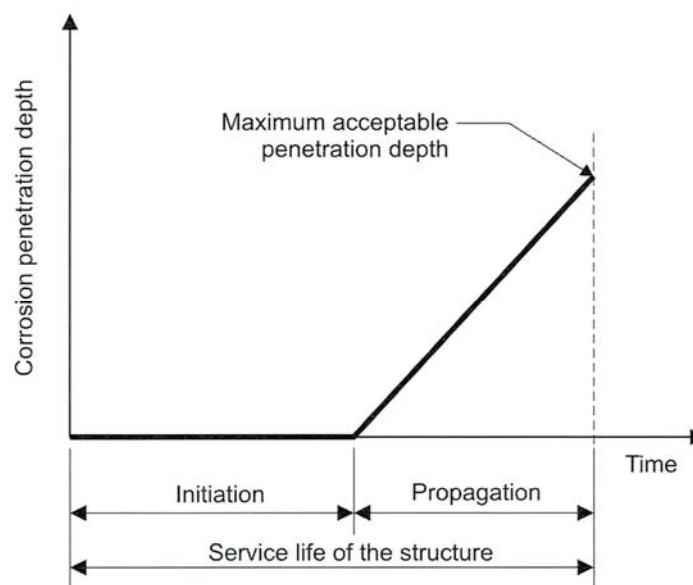 Corrosion penetration depth
Maximum acceptable
penetration depth
Time
Initiation
Propagation
Service life of the structure